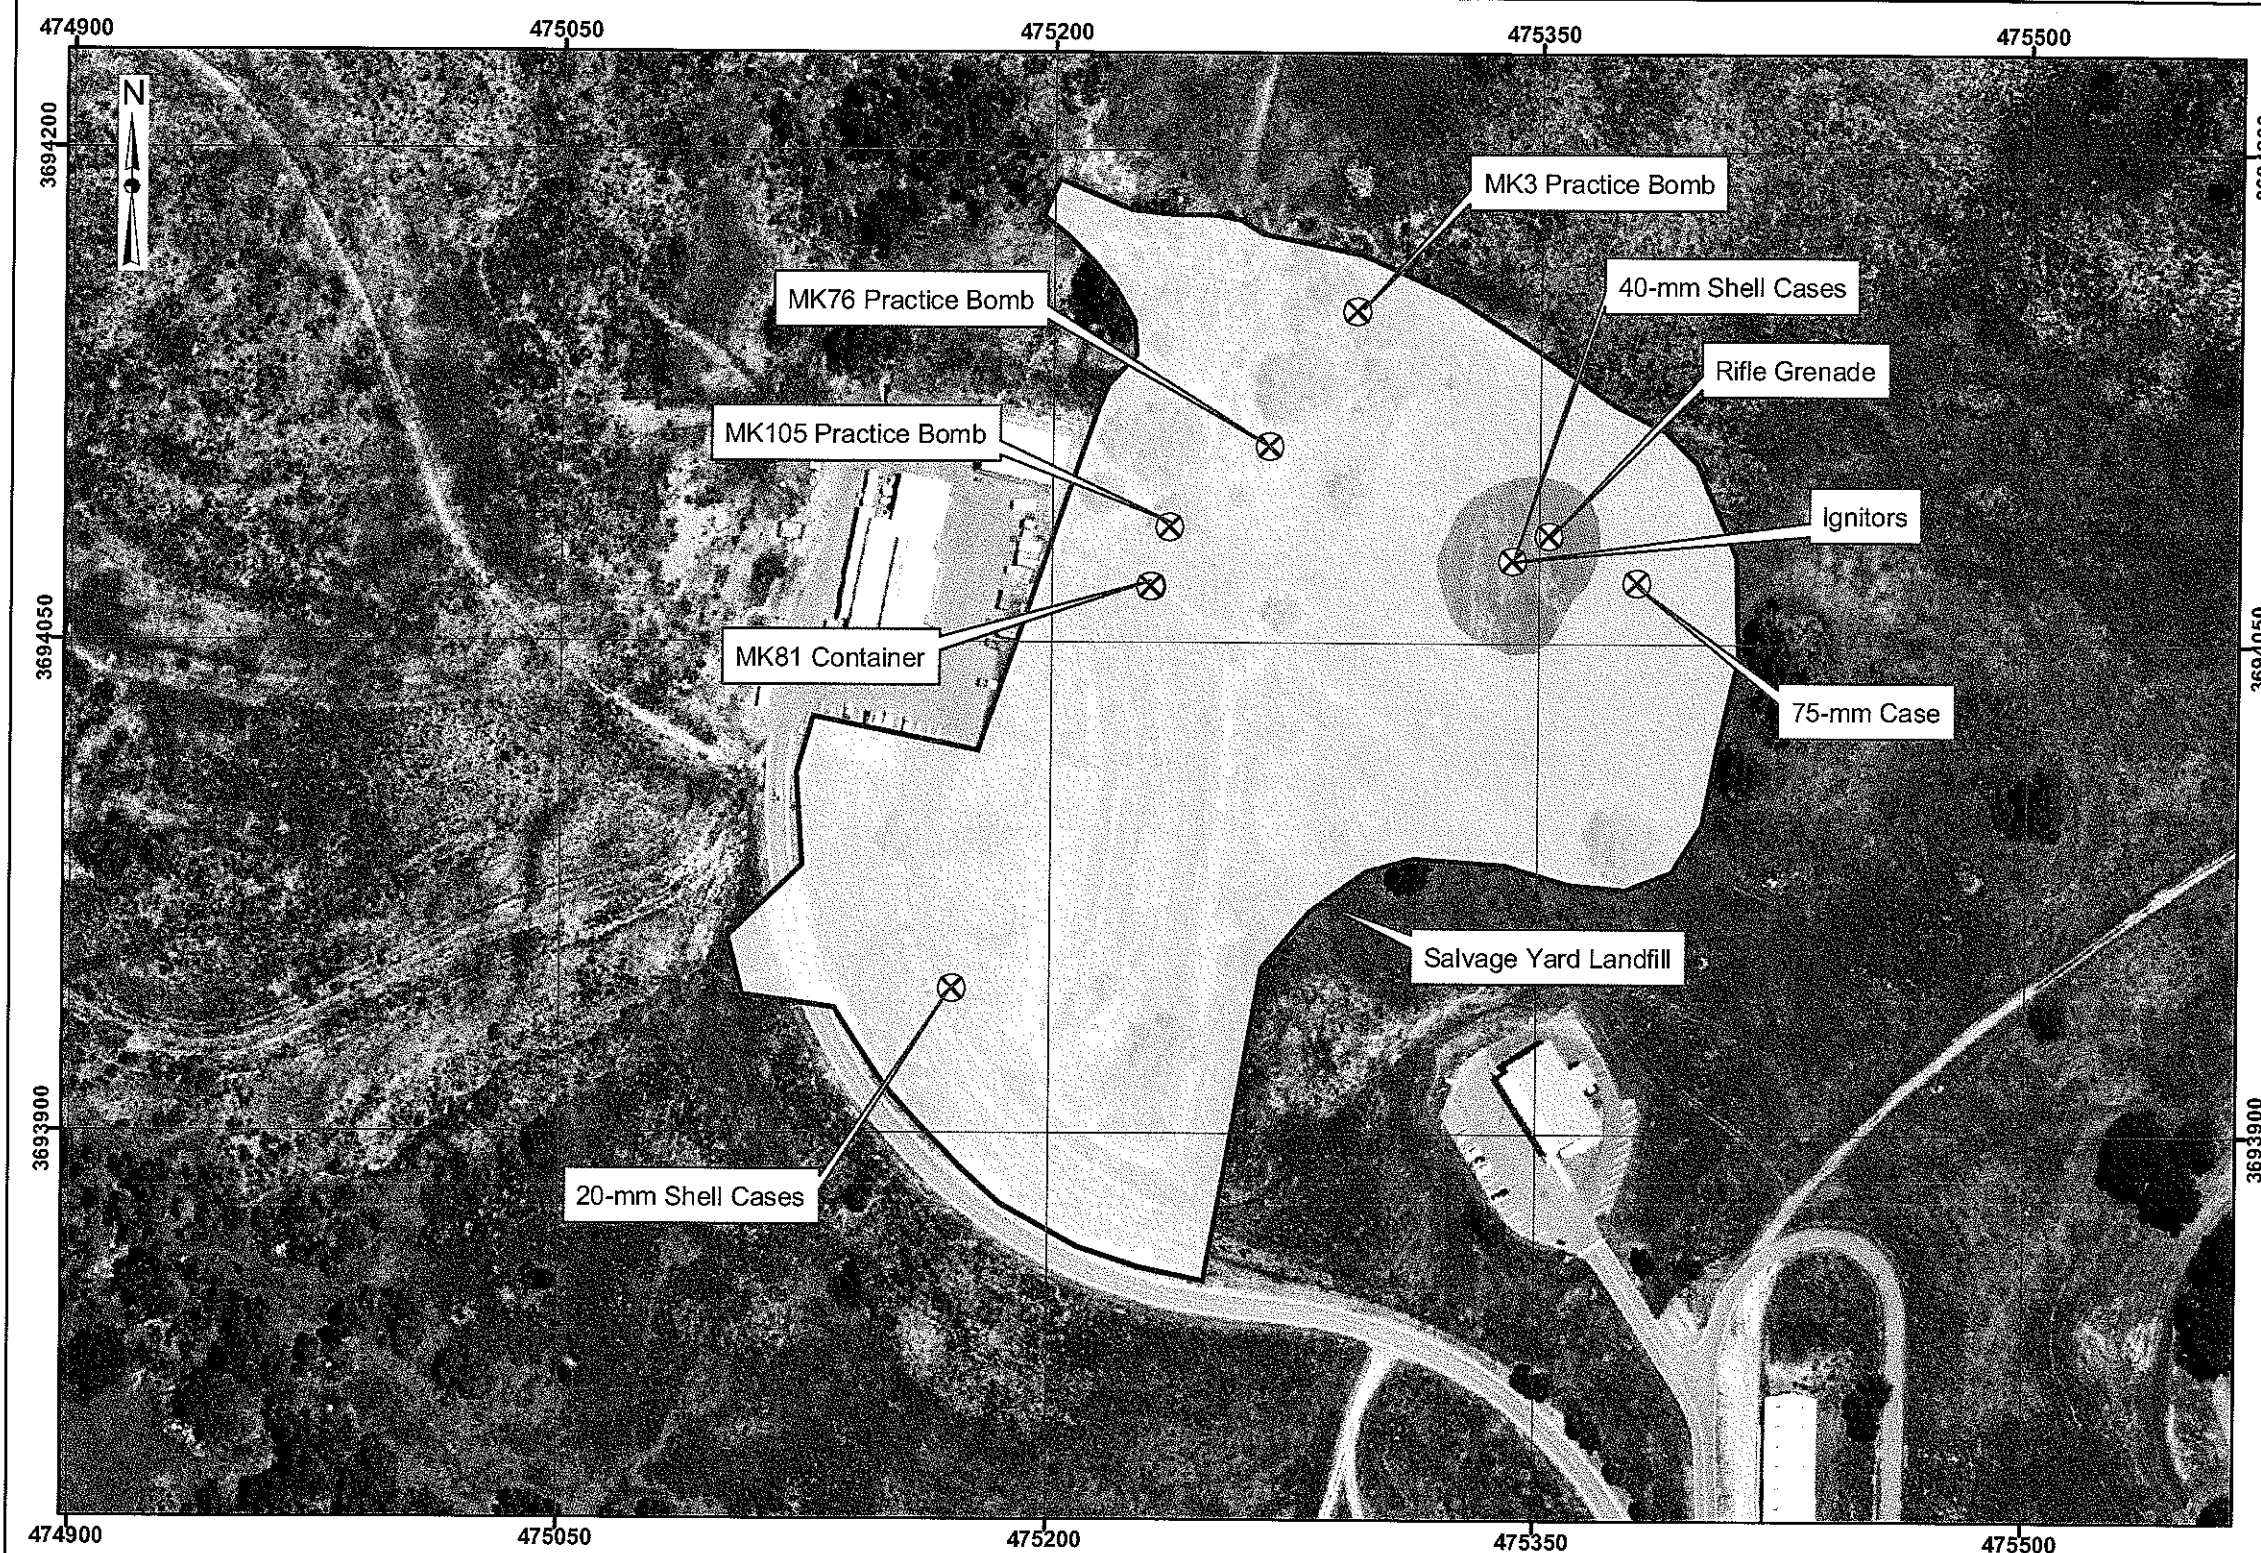 474900
475050
475200
475350
475500
N
3694200
MK3 Practice Bomb
40-mm Shell Cases
MK76 Practice Bomb
Rifle Grenade
MK105 Practice Bomb
Ignitors
3694050
3694050
MK81 Container
75-mm Case
Salvage Yard Landfill
3693900
3693900
20-mm Shell Cases
474900
475050
475200
475350
475500